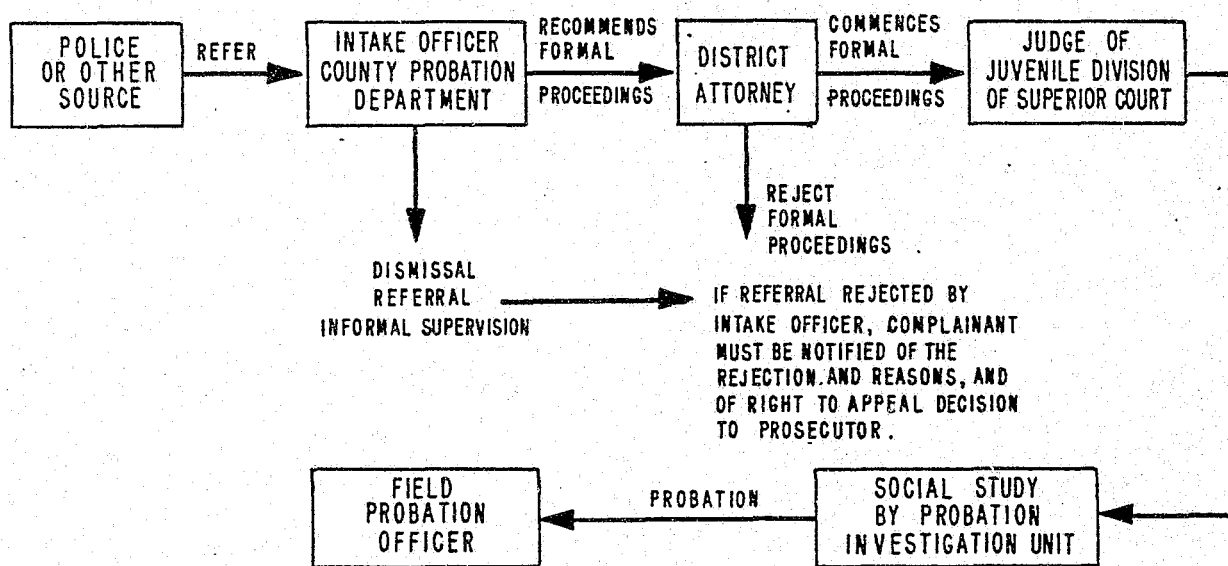 POLICE
OR OTHER
SOURCE
REFER
INTAKE OFFICER
COUNTY PROBATION
DEPARTMENT
RECOMMENDS
FORMAL
PROCEEDINGS
DISTRICT
ATTORNEY
COMMENCES
FORMAL
PROCEEDINGS
JUDGE OF
JUVENILE DIVISION
OF SUPERIOR COURT
REJECT
FORMAL
PROCEEDINGS
DISMISSAL
REFERRAL
INFORMAL SUPERVISION
IF REFERRAL REJECTED BY
INTAKE OFFICER, COMPLAINANT
MUST BE NOTIFIED OF THE
REJECTION.AND REASONS, AND
OF RIGHT TO APPEAL DECISION
TO PROSECUTOR.
FIELD
PROBATION
OFFICER
PROBATION
SOCIAL STUDY
BY PROBATION
INVESTIGATION UNIT